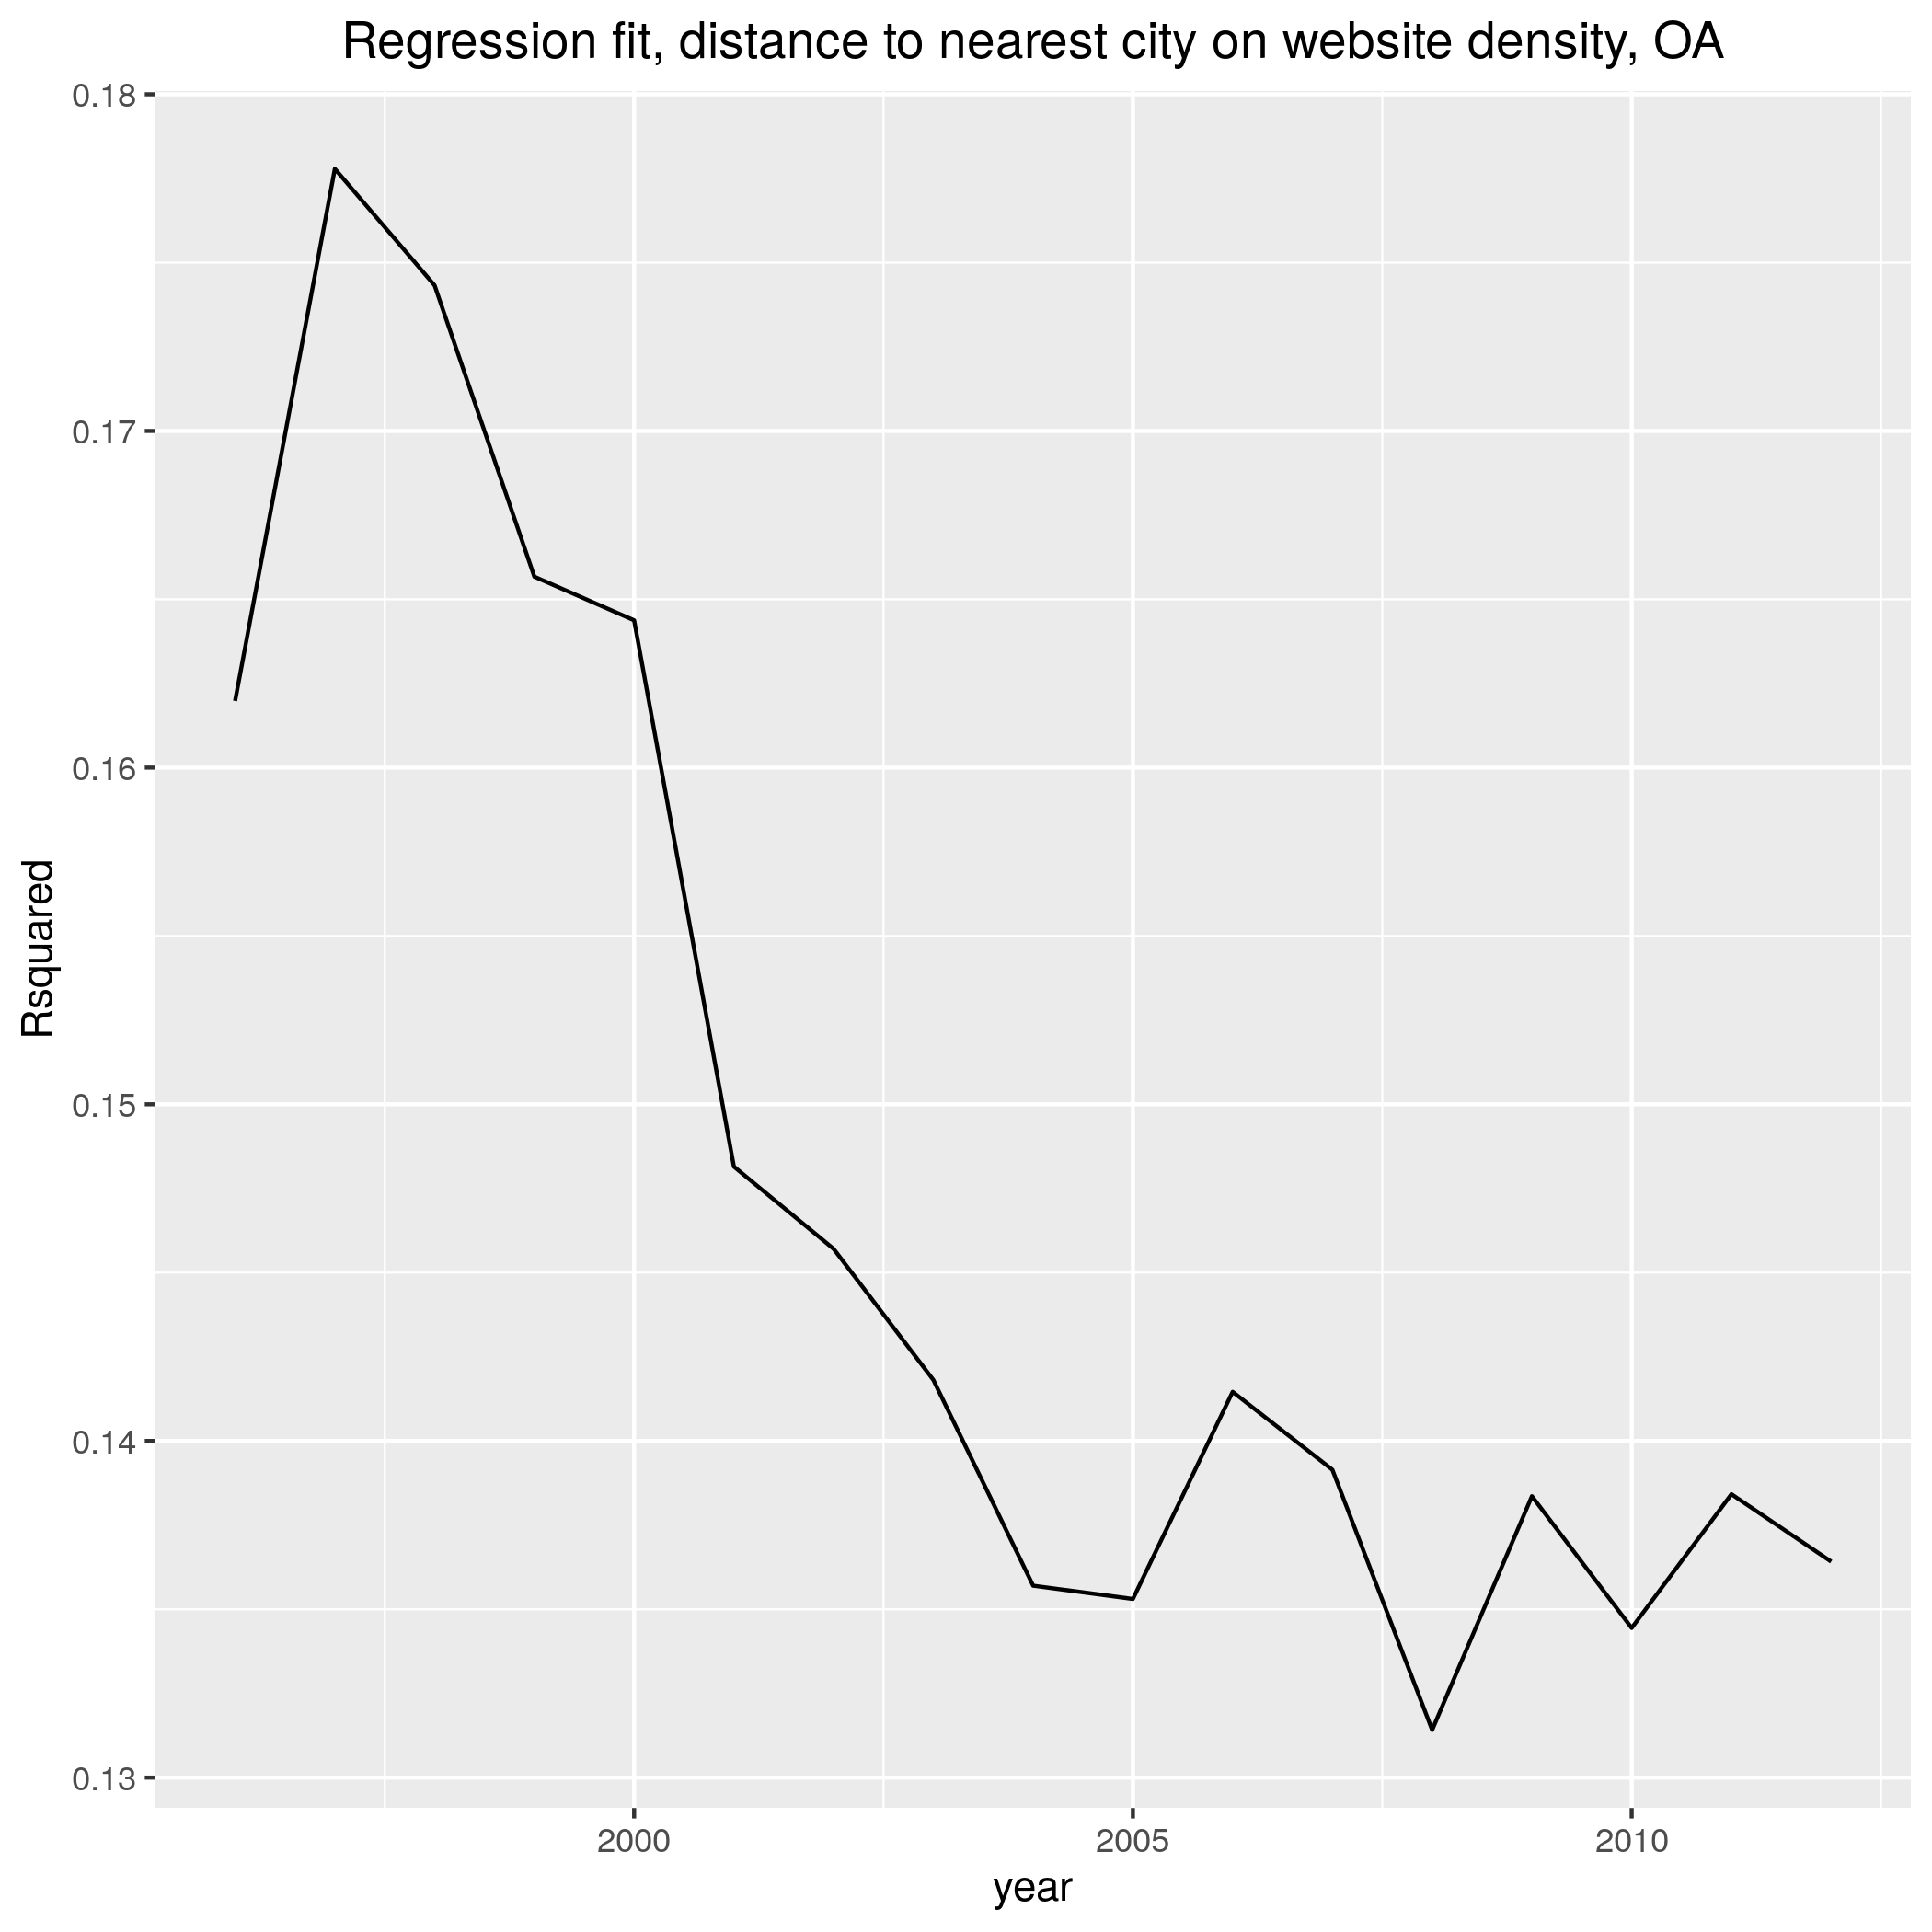 Regression fit, distance to nearest city on website density, OA
0.18
0.17
0.16
0.15
0.14
0.13
Rsquared
2000 2005 2010
year